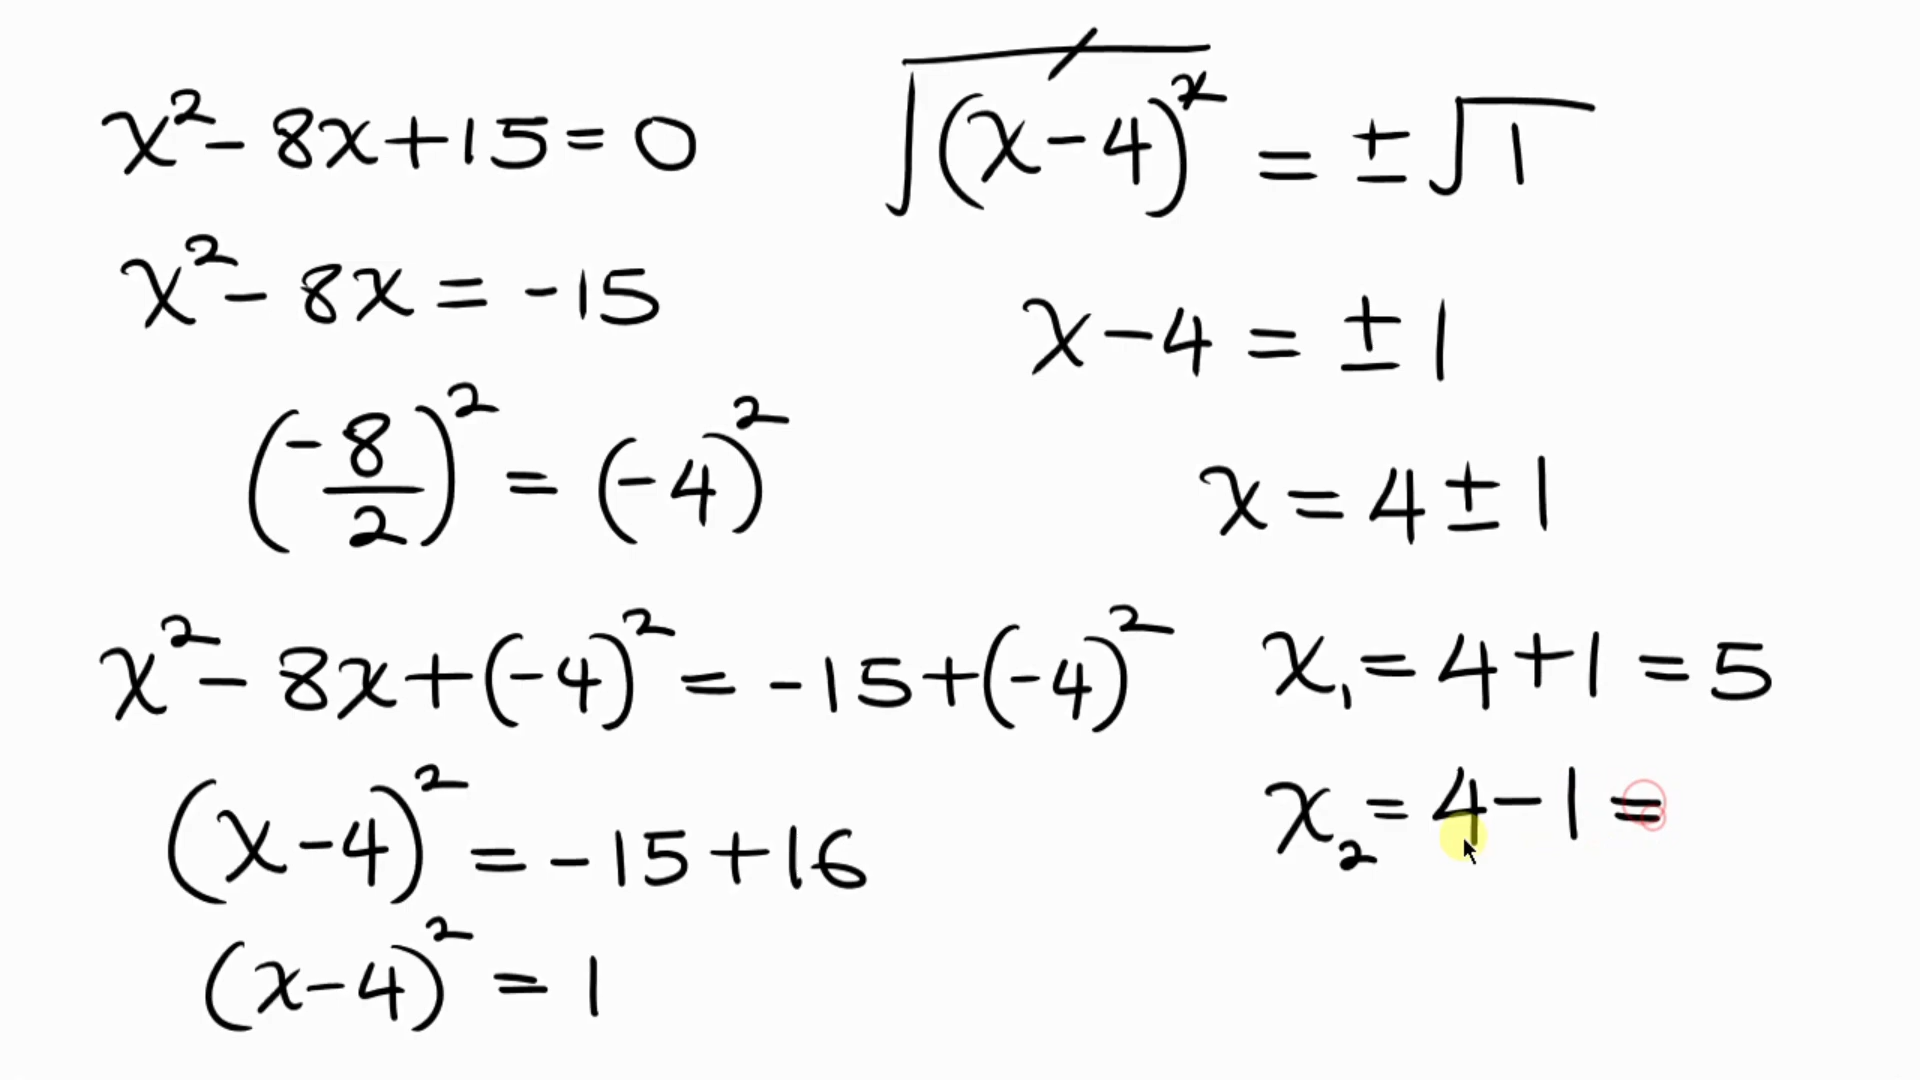 x² - 8x + 15 = 0
x² - 8x = -15
(-8/2)² = (-4)²
x² - 8x + (-4)² = -15 + (-4)²
(x - 4)² = -15 + 16
(x - 4)² = 1
√(x - 4)² = ± √1
x - 4 = ± 1
x = 4 ± 1
x₁ = 4 + 1 = 5
x₂ = 4 - 1 =